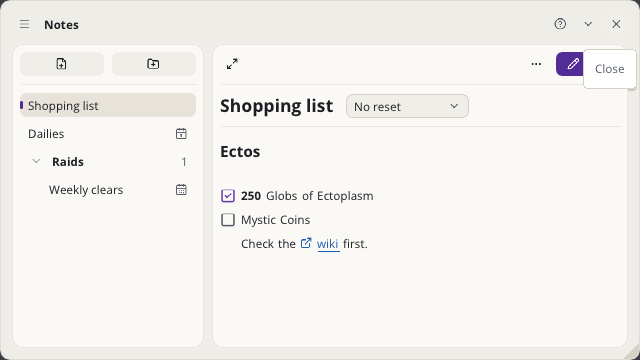 Notes
Close
Shopping list
Dailies
Raids 1
Weekly clears
Shopping list No reset
Ectos
250 Globs of Ectoplasm
Mystic Coins
Check the wiki first.